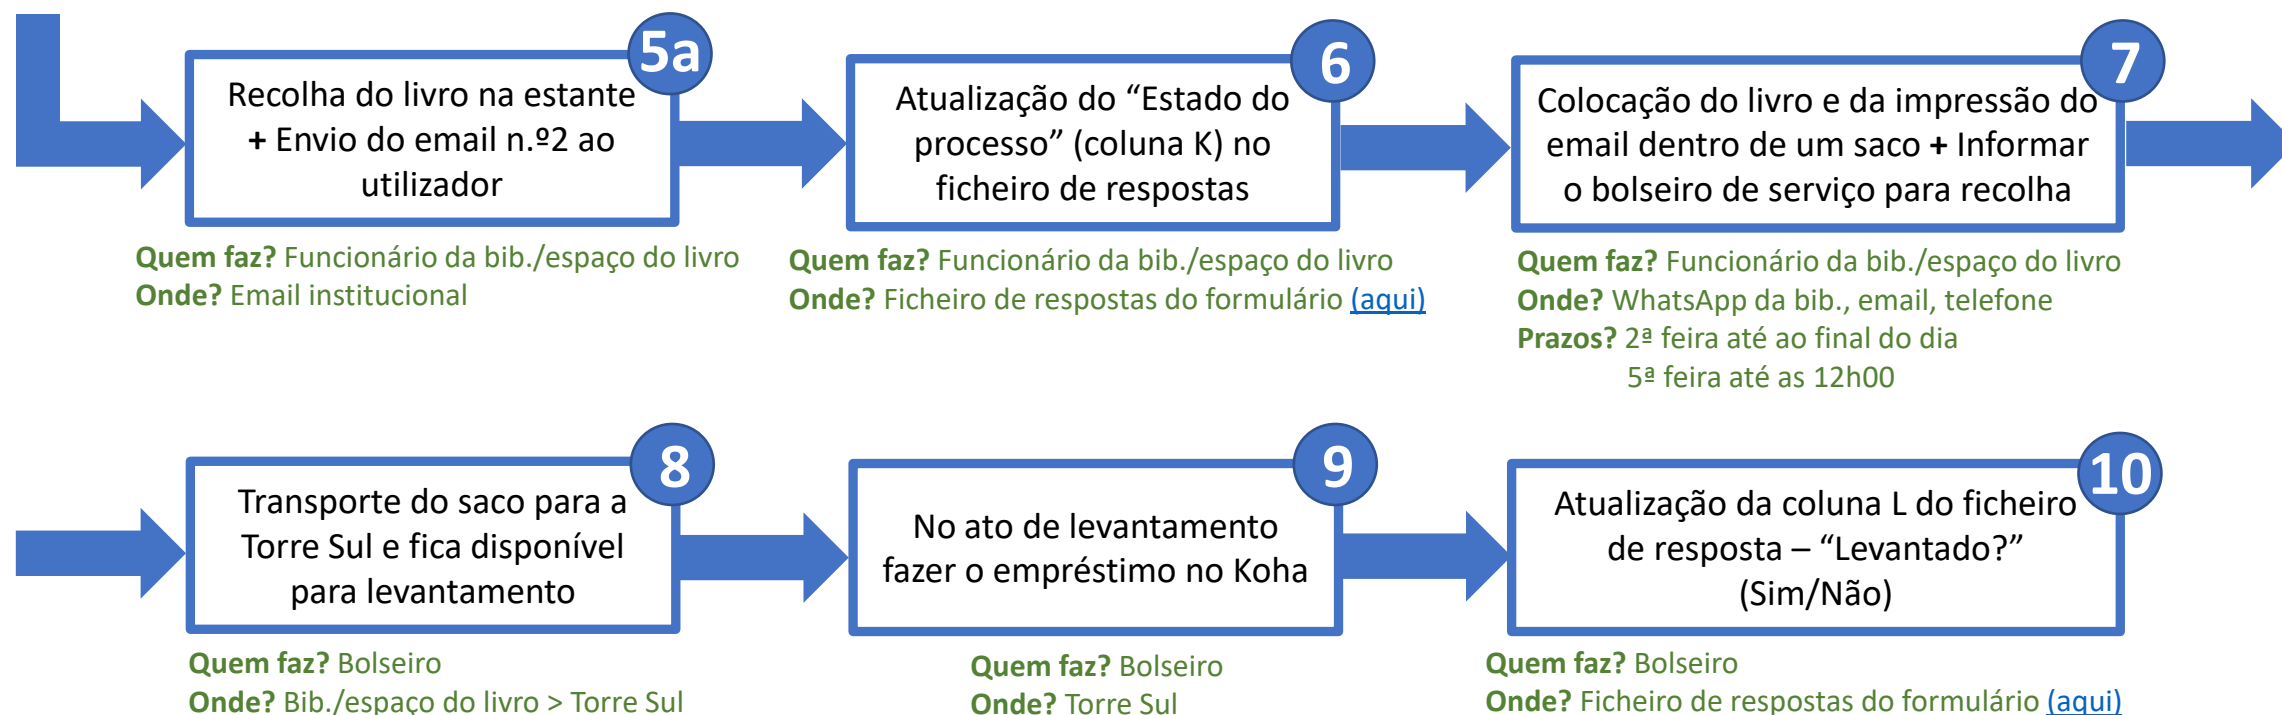 5a
Recolha do livro na estante
+ Envio do email n.º2 ao
utilizador
Quem faz? Funcionário da bib./espaço do livro
Onde? Email institucional
6
Atualização do “Estado do
processo” (coluna K) no
ficheiro de respostas
Quem faz? Funcionário da bib./espaço do livro
Onde? Ficheiro de respostas do formulário (aqui)
7
Colocação do livro e da impressão do
email dentro de um saco + Informar
o bolseiro de serviço para recolha
Quem faz? Funcionário da bib./espaço do livro
Onde? WhatsApp da bib., email, telefone
Prazos? 2ª feira até ao final do dia
5ª feira até as 12h00
8
Transporte do saco para a
Torre Sul e fica disponível
para levantamento
Quem faz? Bolseiro
Onde? Bib./espaço do livro > Torre Sul
9
No ato de levantamento
fazer o empréstimo no Koha
Quem faz? Bolseiro
Onde? Torre Sul
10
Atualização da coluna L do ficheiro
de resposta – “Levantado?”
(Sim/Não)
Quem faz? Bolseiro
Onde? Ficheiro de respostas do formulário (aqui)